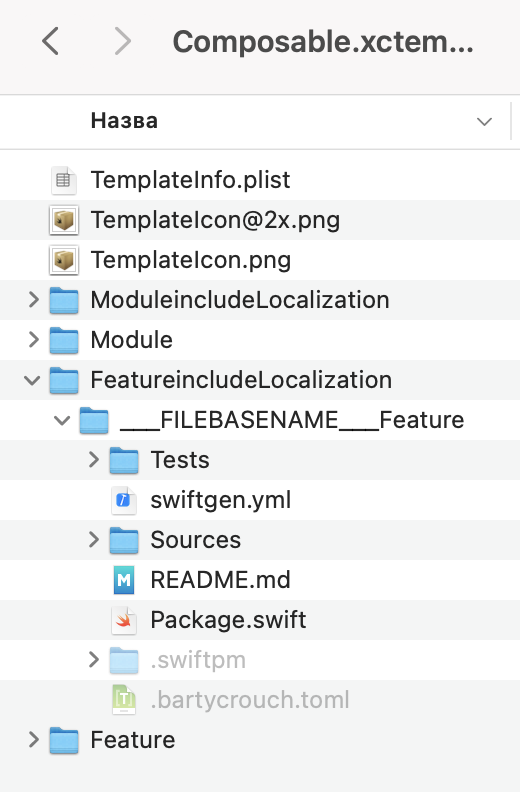 Composable.xctem...
Назва
TemplateInfo.plist
TemplateIcon@2x.png
TemplateIcon.png
ModuleincludeLocalization
Module
FeatureincludeLocalization
___FILEBASENAME___Feature
Tests
swiftgen.yml
Sources
README.md
Package.swift
.swiftpm
.bartycrouch.toml
Feature